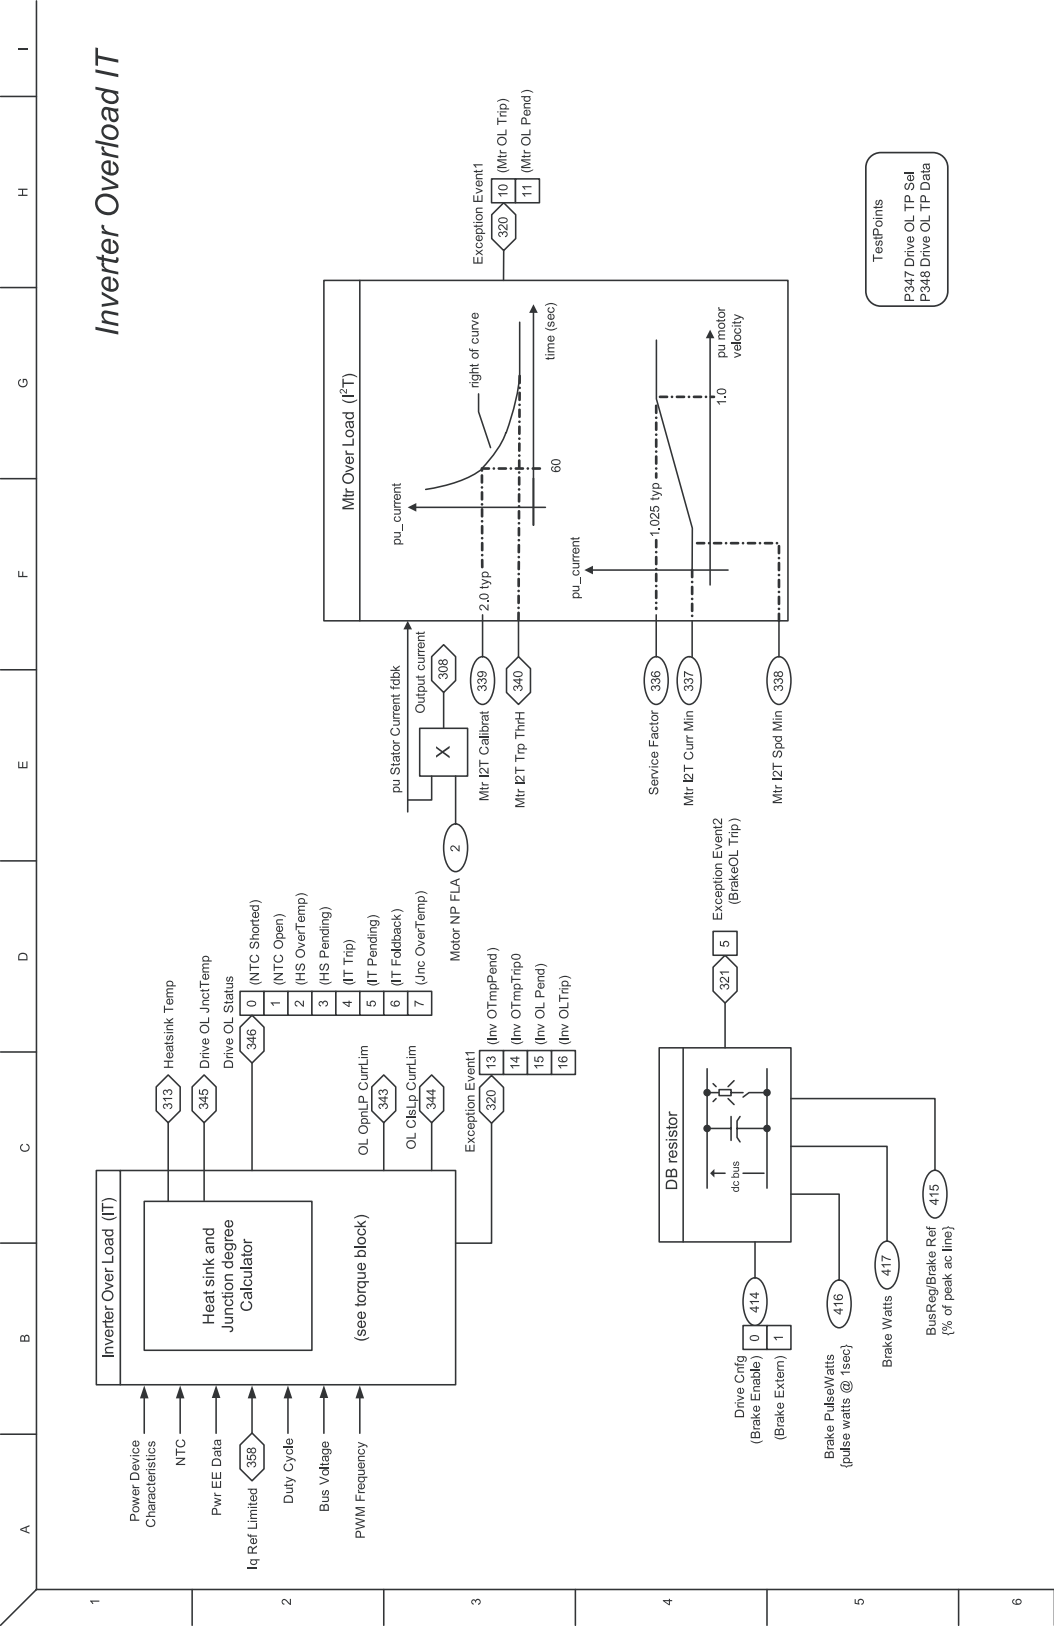 Inverter Overload IT
A
B
C
D
E
F
G
H
I
1
2
3
4
5
6
Inverter Over Load (IT)
Heat sink and
Junction degree
Calculator
(see torque block)
Power Device
Characteristics
NTC
Pwr EE Data
Iq Ref Limited
358
Duty Cycle
Bus Voltage
PWM Frequency
313
Heatsink Temp
345
Drive OL JnctTemp
Drive OL Status
346
0 (NTC Shorted)
1 (NTC Open)
2 (HS OverTemp)
3 (HS Pending)
4 (IT Trip)
5 (IT Pending)
6 (IT Foldback)
7 (Jnc OverTemp)
OL OpnLP CurrLim
343
OL ClsLp CurrLim
344
Exception Event1
320
13 (Inv OTmpPend)
14 (Inv OTmpTrip0
15 (Inv OL Pend)
16 (Inv OLTrip)
Mtr Over Load (I²T)
pu Stator Current fdbk
Output current
308
X
2
Motor NP FLA
339
Mtr I2T Calibrat
340
Mtr I2T Trp ThrH
pu_current
2.0 typ
60
right of curve
time (sec)
Exception Event1
320
10 (Mtr OL Trip)
11 (Mtr OL Pend)
336
Service Factor
337
Mtr I2T Curr Min
338
Mtr I2T Spd Min
pu_current
1.025 typ
1.0
pu motor
velocity
DB resistor
dc bus
321
5
Exception Event2
(BrakeOL Trip)
Drive Cnfg
(Brake Enable)
0
414
(Brake Extern)
1
Brake PulseWatts
{pulse watts @ 1sec}
416
Brake Watts
417
BusReg/Brake Ref
{% of peak ac line}
415
TestPoints
P347 Drive OL TP Sel
P348 Drive OL TP Data